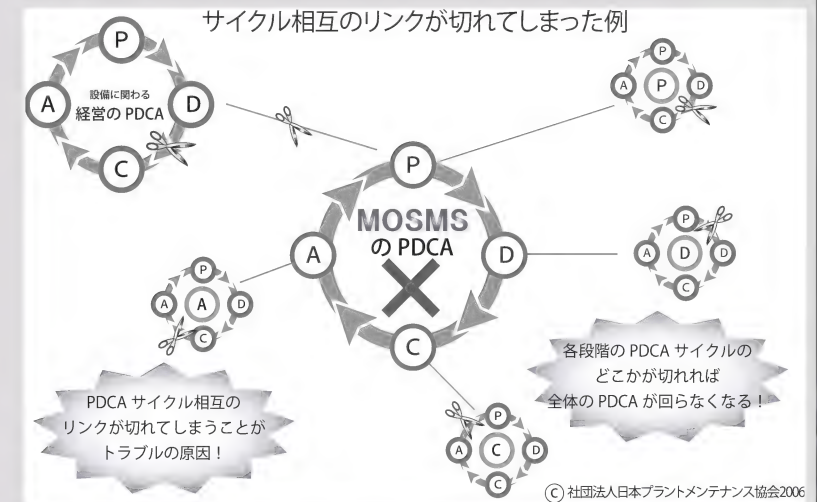 サイクル相互のリンクが切れてしまった例
P
A
設備に関わる
経営の PDCA
D
C
P
A
P
D
C
P
MOSMS
の PDCA
A
D
C
P
A
D
D
C
P
A
A
D
C
各段階の PDCA サイクルの
どこかが切れれば
全体の PDCA が回らなくなる！
PDCA サイクル相互の
リンクが切れてしまうことが
トラブルの原因！
P
A
C
D
C
Ⓒ 社団法人日本プラントメンテナンス協会2006